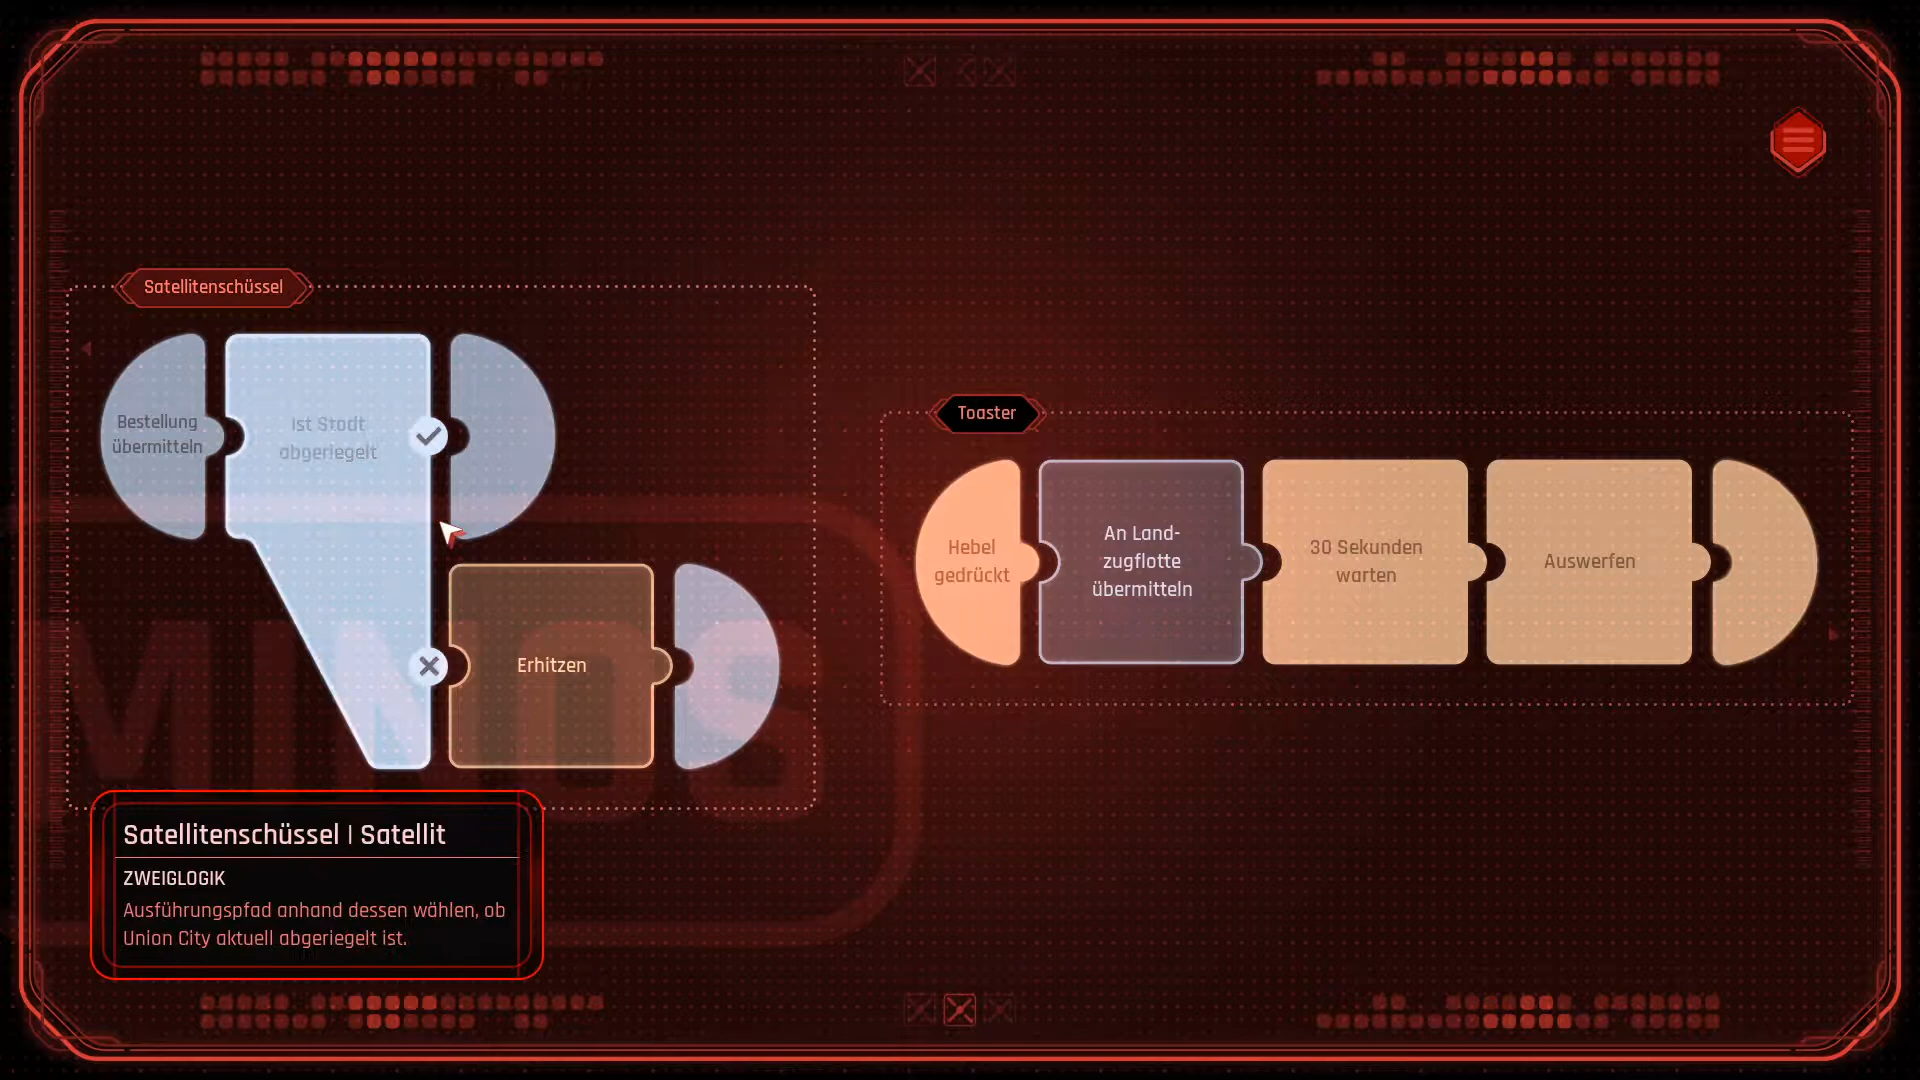 Satellitenschüssel
Bestellung
übermitteln
Ist Stadt
abgeriegelt
Erhitzen
Toaster
Hebel
gedrückt
An Land-
zugflotte
übermitteln
30 Sekunden
warten
Auswerfen
MINOS
Satellitenschüssel | Satellit
ZWEIGLOGIK
Ausführungspfad anhand dessen wählen, ob
Union City aktuell abgeriegelt ist.